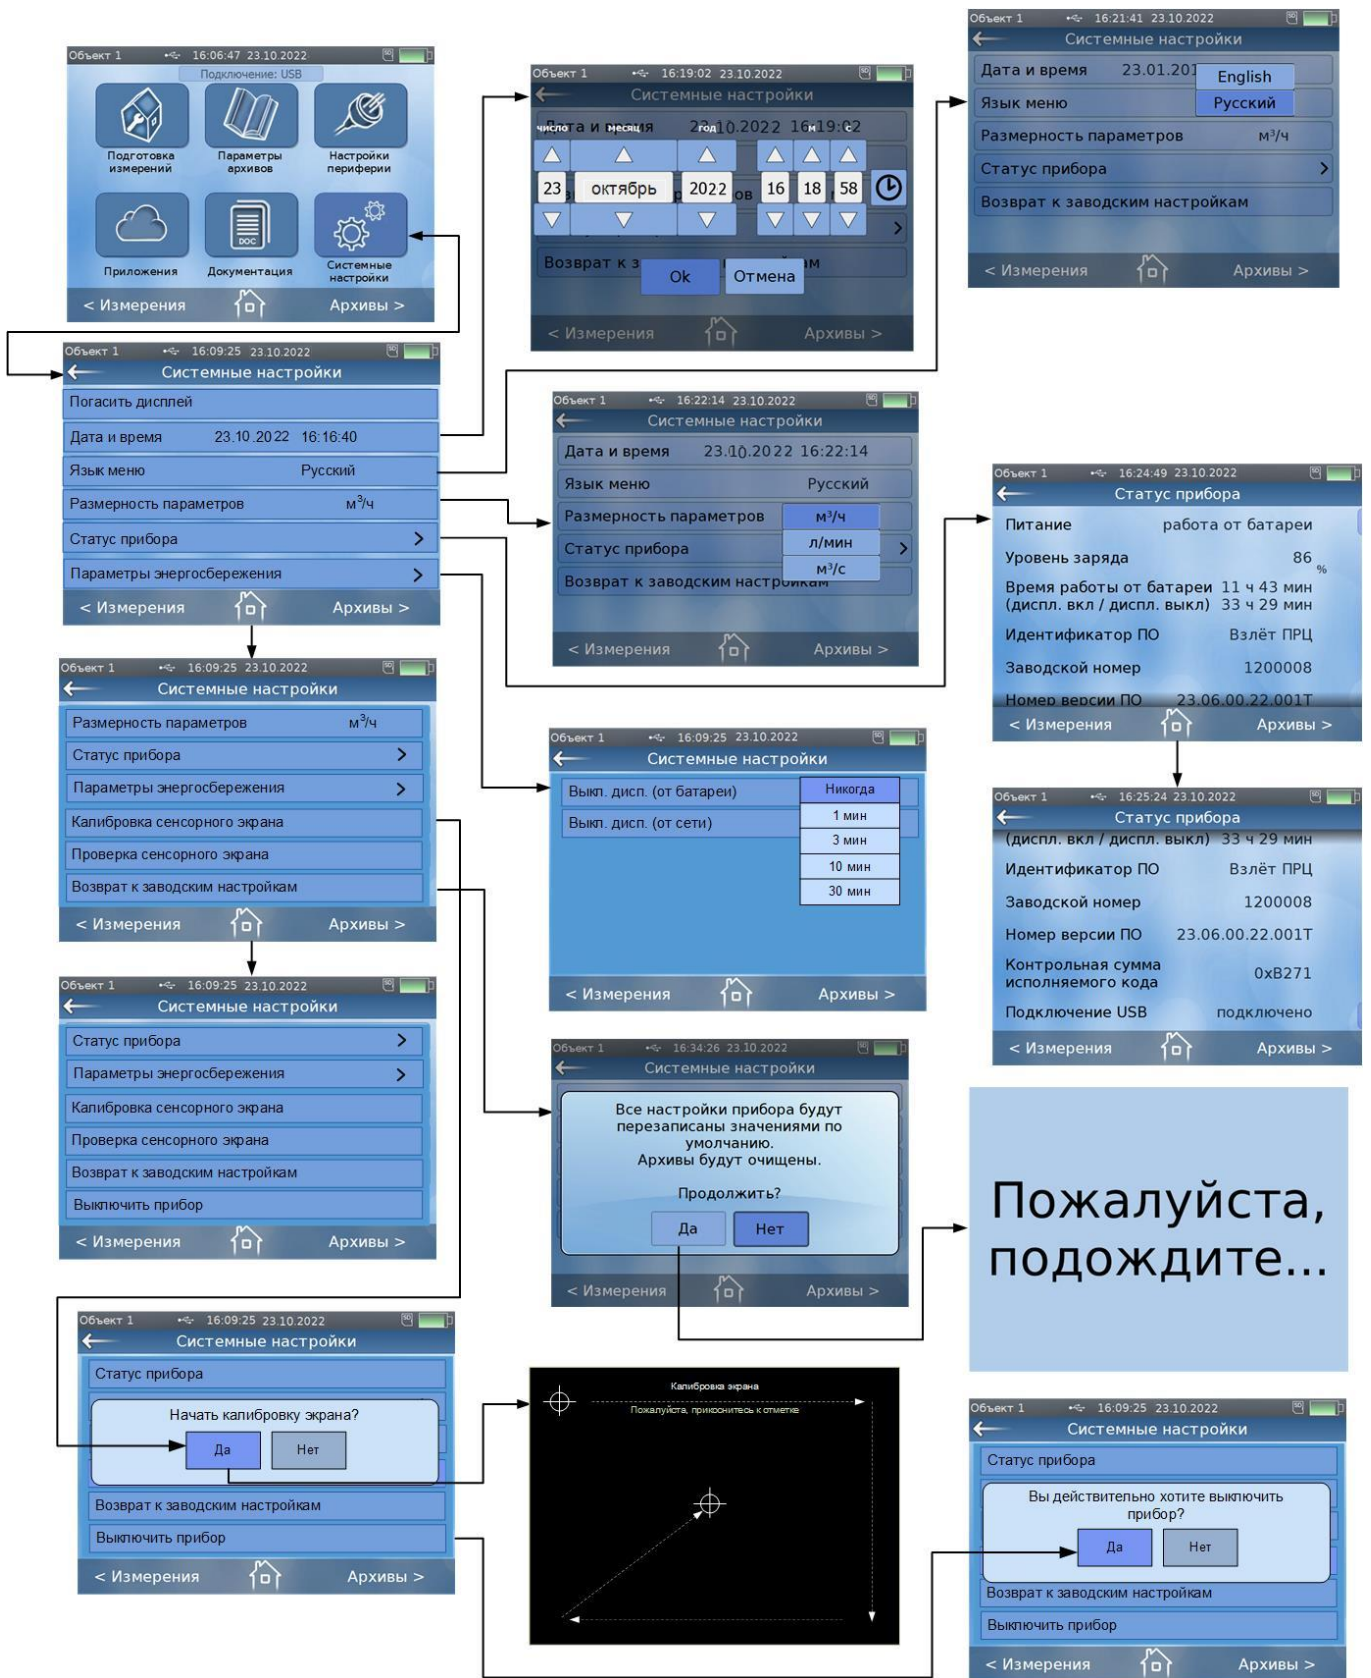 Объект 1 16:06:47 23.10.2022
Подключение: USB
Подготовка измерений
Параметры архивов
Настройки периферии
Приложения
DOC
Документация
Системные настройки
< Измерения Архивы >
Объект 1 16:19:02 23.10.2022
Системные настройки
Дата и время 23.10.2022 16:19:02
число месяц год м с
23 октябрь 2022 16 18 58
Возврат к з
ам
Ok Отмена
< Измерения Архивы >
Объект 1 16:21:41 23.10.2022
Системные настройки
Дата и время 23.01.201
English
Язык меню Русский
Размерность параметров м³/ч
Статус прибора >
Возврат к заводским настройкам
< Измерения Архивы >
Объект 1 16:09:25 23.10.2022
Системные настройки
Погасить дисплей
Дата и время 23.10.2022 16:16:40
Язык меню Русский
Размерность параметров м³/ч
Статус прибора >
Параметры энергосбережения >
< Измерения Архивы >
Объект 1 16:22:14 23.10.2022
Системные настройки
Дата и время 23.10.2022 16:22:14
Язык меню Русский
Размерность параметров м³/ч
л/мин
Статус прибора >
м³/с
Возврат к заводским настройкам
< Измерения Архивы >
Объект 1 16:24:49 23.10.2022
Статус прибора
Питание работа от батареи
Уровень заряда 86 %
Время работы от батареи 11 ч 43 мин
(диспл. вкл / диспл. выкл) 33 ч 29 мин
Идентификатор ПО Взлёт ПРЦ
Заводской номер 1200008
Номер версии ПО 23.06.00.22.001T
< Измерения Архивы >
Объект 1 16:09:25 23.10.2022
Системные настройки
Размерность параметров м³/ч
Статус прибора >
Параметры энергосбережения >
Калибровка сенсорного экрана
Проверка сенсорного экрана
Возврат к заводским настройкам
< Измерения Архивы >
Объект 1 16:09:25 23.10.2022
Системные настройки
Выкл. дисп. (от батареи) Никогда
1 мин
Выкл. дисп. (от сети)
3 мин
10 мин
30 мин
< Измерения Архивы >
Объект 1 16:25:24 23.10.2022
Статус прибора
(диспл. вкл / диспл. выкл) 33 ч 29 мин
Идентификатор ПО Взлёт ПРЦ
Заводской номер 1200008
Номер версии ПО 23.06.00.22.001T
Контрольная сумма
исполняемого кода 0xB271
Подключение USB подключено
< Измерения Архивы >
Объект 1 16:09:25 23.10.2022
Системные настройки
Статус прибора >
Параметры энергосбережения >
Калибровка сенсорного экрана
Проверка сенсорного экрана
Возврат к заводским настройкам
Выключить прибор
< Измерения Архивы >
Объект 1 16:34:26 23.10.2022
Системные настройки
Все настройки прибора будут
перезаписаны значениями по
умолчанию.
Архивы будут очищены.
Продолжить?
Да Нет
< Измерения Архивы >
Пожалуйста,
подождите...
Объект 1 16:09:25 23.10.2022
Системные настройки
Статус прибора
Начать калибровку экрана?
Да Нет
Возврат к заводским настройкам
Выключить прибор
< Измерения Архивы >
Калибровка экрана
Пожалуйста, прикоснитесь к отметке
Объект 1 16:09:25 23.10.2022
Системные настройки
Статус прибора
Вы действительно хотите выключить
прибор?
Да Нет
Возврат к заводским настройкам
Выключить прибор
< Измерения Архивы >